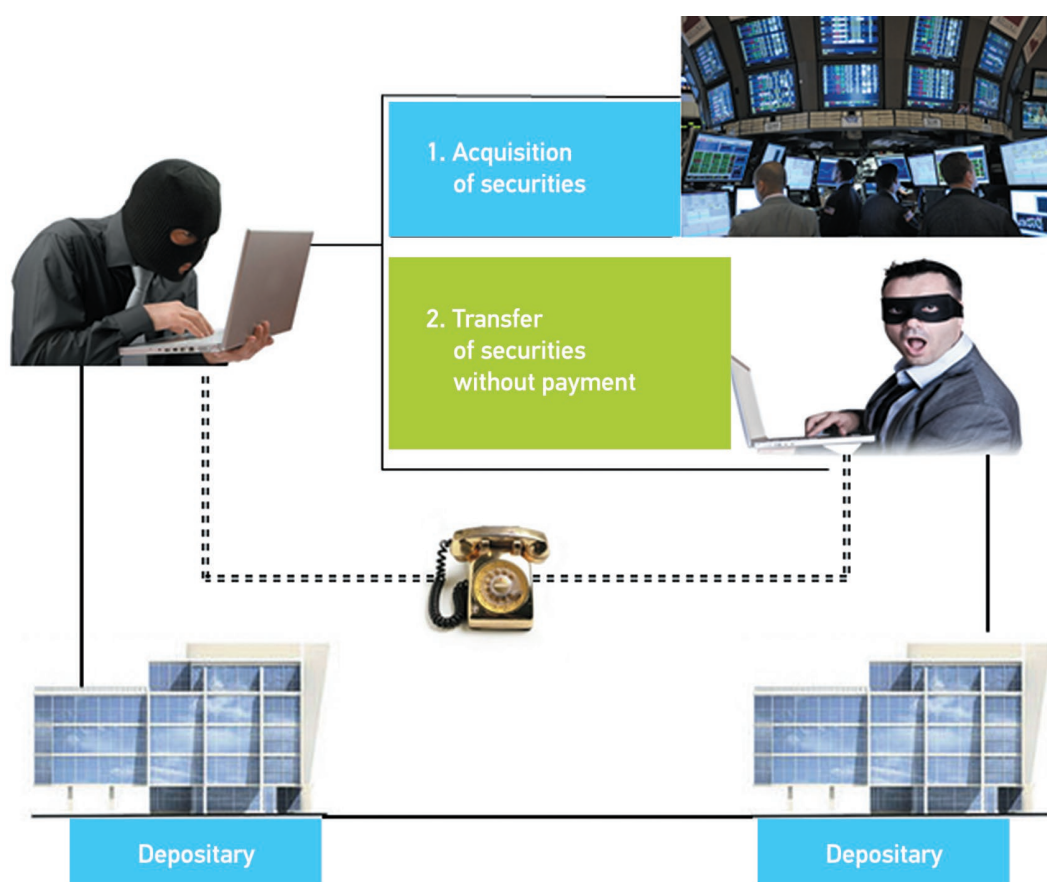 1. Acquisition
of securities
2. Transfer
of securities
without payment
Depositary
Depositary